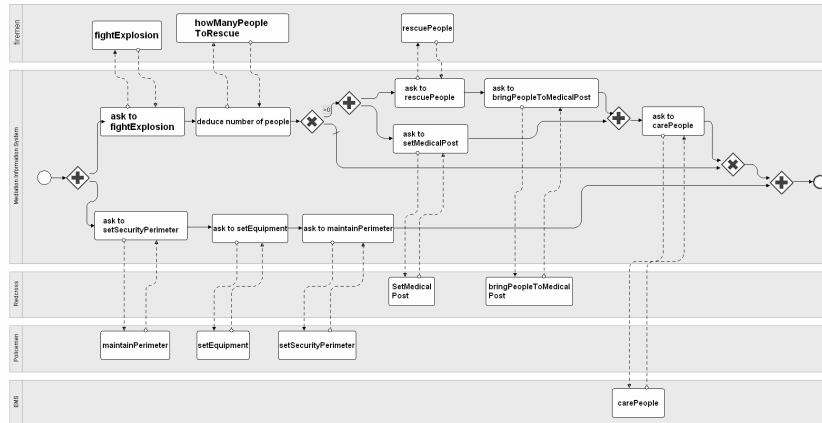 firemen
fightExplosion
howManyPeople
ToRescue
rescuePeople
Mediation Information System
ask to
fightExplosion
deduce number of people
>0
ask to
rescuePeople
ask to
bringPeopleToMedicalPost
ask to
setMedicalPost
ask to
carePeople
ask to
setSecurityPerimeter
ask to setEquipment
ask to maintainPerimeter
Redcross
SetMedical
Post
bringPeopleToMedical
Post
Policemen
maintainPerimeter
setEquipment
setSecurityPerimeter
EMS
carePeople